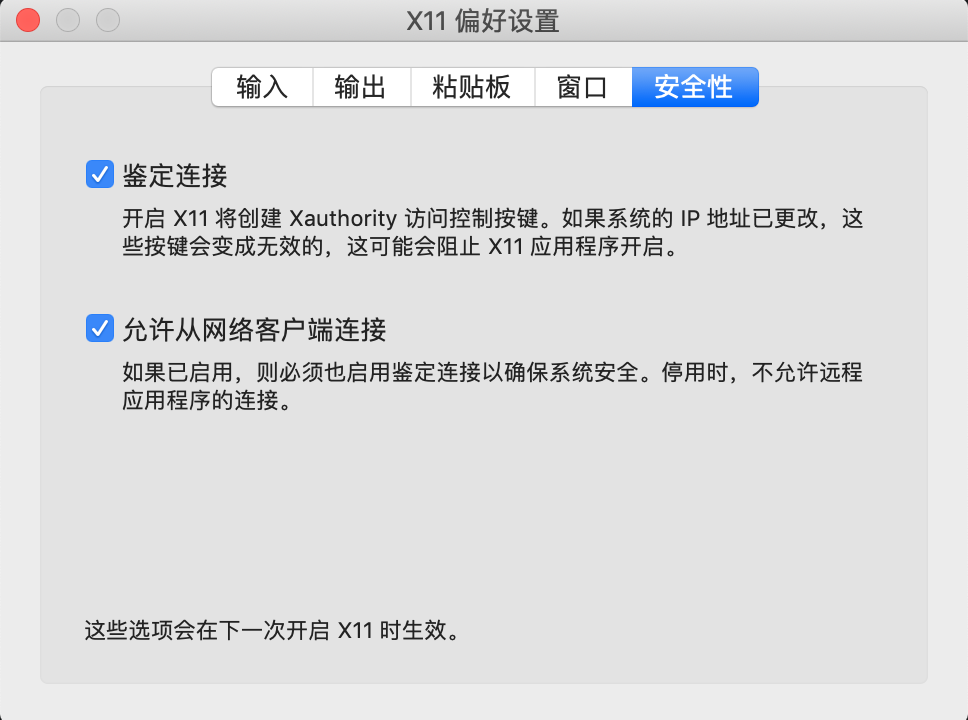 X11 偏好设置
输入 输出 粘贴板 窗口 安全性
鉴定连接
开启 X11 将创建 Xauthority 访问控制按键。如果系统的 IP 地址已更改，这
些按键会变成无效的，这可能会阻止 X11 应用程序开启。
允许从网络客户端连接
如果已启用，则必须也启用鉴定连接以确保系统安全。停用时，不允许远程
应用程序的连接。
这些选项会在下一次开启 X11 时生效。